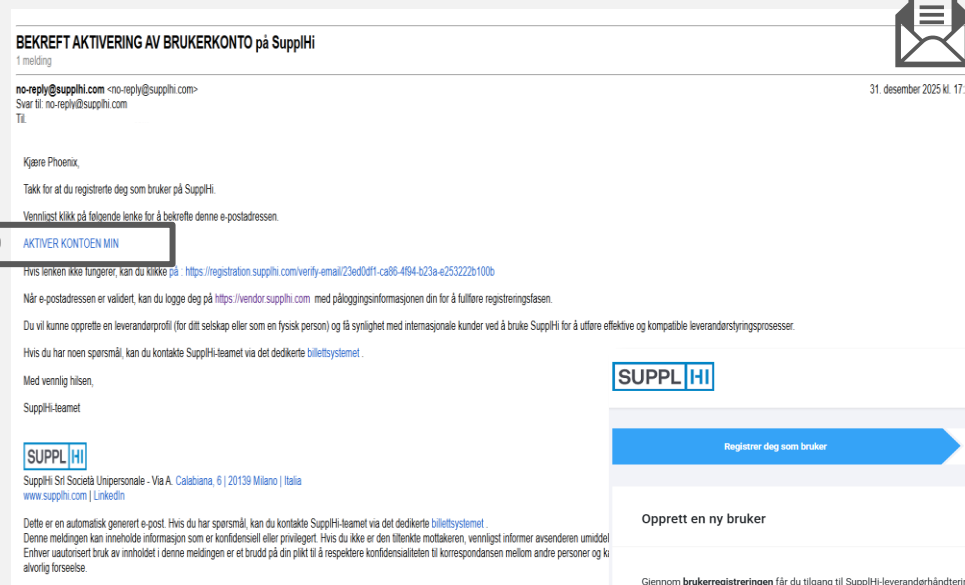 BEKREFT AKTIVERING AV BRUKERKONTO på SupplHi
1 melding
no-reply@supplhi.com <no-reply@supplhi.com>
31. desember 2025 kl. 17:
Svar til: no-reply@supplhi.com
Til.
Kjære Phoenix,
Takk for at du registrerte deg som bruker på SupplHi.
Vennligst klikk på følgende lenke for å bekrefte denne e-postadressen.
AKTIVER KONTOEN MIN
Hvis lenken ikke fungerer, kan du klikke på : https://registration.supplhi.com/verify-email/23ed0df1-ca86-4f94-b23a-e253222b100b
Når e-postadressen er validert, kan du logge deg på https://vendor.supplhi.com med påloggingsinformasjonen din for å fullføre registreringsfasen.
Du vil kunne opprette en leverandørprofil (for ditt selskap eller som en fysisk person) og få synlighet med internasjonale kunder ved å bruke SupplHi for å utføre effektive og kompatible leverandørstyringsprosesser.
Hvis du har noen spørsmål, kan du kontakte SupplHi-teamet via det dedikerte billettsystemet .
Med vennlig hilsen,
SupplHi-teamet
SUPPL HI
SupplHi Srl Società Unipersonale - Via A. Calabiana, 6 | 20139 Milano | Italia
www.supplhi.com | LinkedIn
Dette er en automatisk generert e-post. Hvis du har spørsmål, kan du kontakte SupplHi-teamet via det dedikerte billettsystemet .
Denne meldingen kan inneholde informasjon som er konfidensiell eller privilegert. Hvis du ikke er den tiltenkte mottakeren, vennligst informer avsenderen umiddel
Enhver uautorisert bruk av innholdet i denne meldingen er et brudd på din plikt til å respektere konfidensialiteten til korrespondansen mellom andre personer og k
alvorlig forseelse.
SUPPL HI
Registrer deg som bruker
Opprett en ny bruker
Gjennom brukerregistreringen får du tilgang til SupplHi-leverandørhåndterin